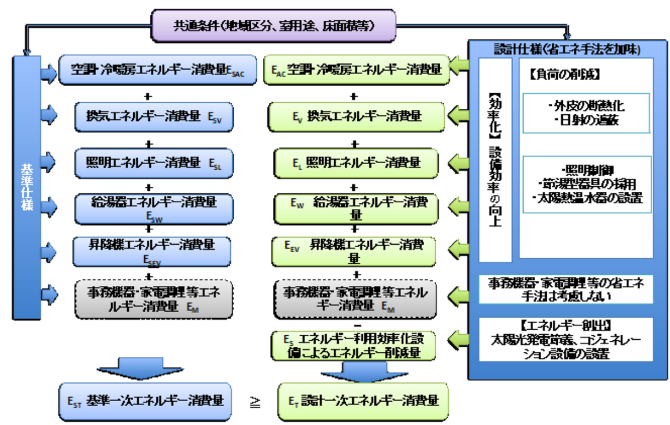 共通条件(地域区分、室用途、床面積等)
基準仕様
空調・冷暖房エネルギー消費量ESAC
+
換気エネルギー消費量 ESV
+
照明エネルギー消費量 ESL
+
給湯器エネルギー消費量
ESW
+
昇降機エネルギー消費量
ESEV
+
事務機器・家電調理等エネ
ルギー消費量 EM
EST 基準一次エネルギー消費量
≧
EAC 空調・冷暖房エネルギー消費量
+
EV 換気エネルギー消費量
+
EL 照明エネルギー消費量
+
EW 給湯器エネルギー消費
量
+
EEV 昇降機エネルギー消費
量
+
事務機器・家電調理等エネル
ギー消費量 EM
−
ES エネルギー利用効率化設
備によるエネルギー削減量
ET 設計一次エネルギー消費量
設計仕様(省エネ手法を加味)
【効率化】設備効率の向上
【負荷の削減】
・外皮の断熱化
・日射の遮蔽
・照明制御
・節湯型器具の採用
・太陽熱温水器の設置
事務機器・家電調理等の省エネ
手法は考慮しない
【エネルギー創出】
太陽光発電設備、コジェネレー
ション設備の設置